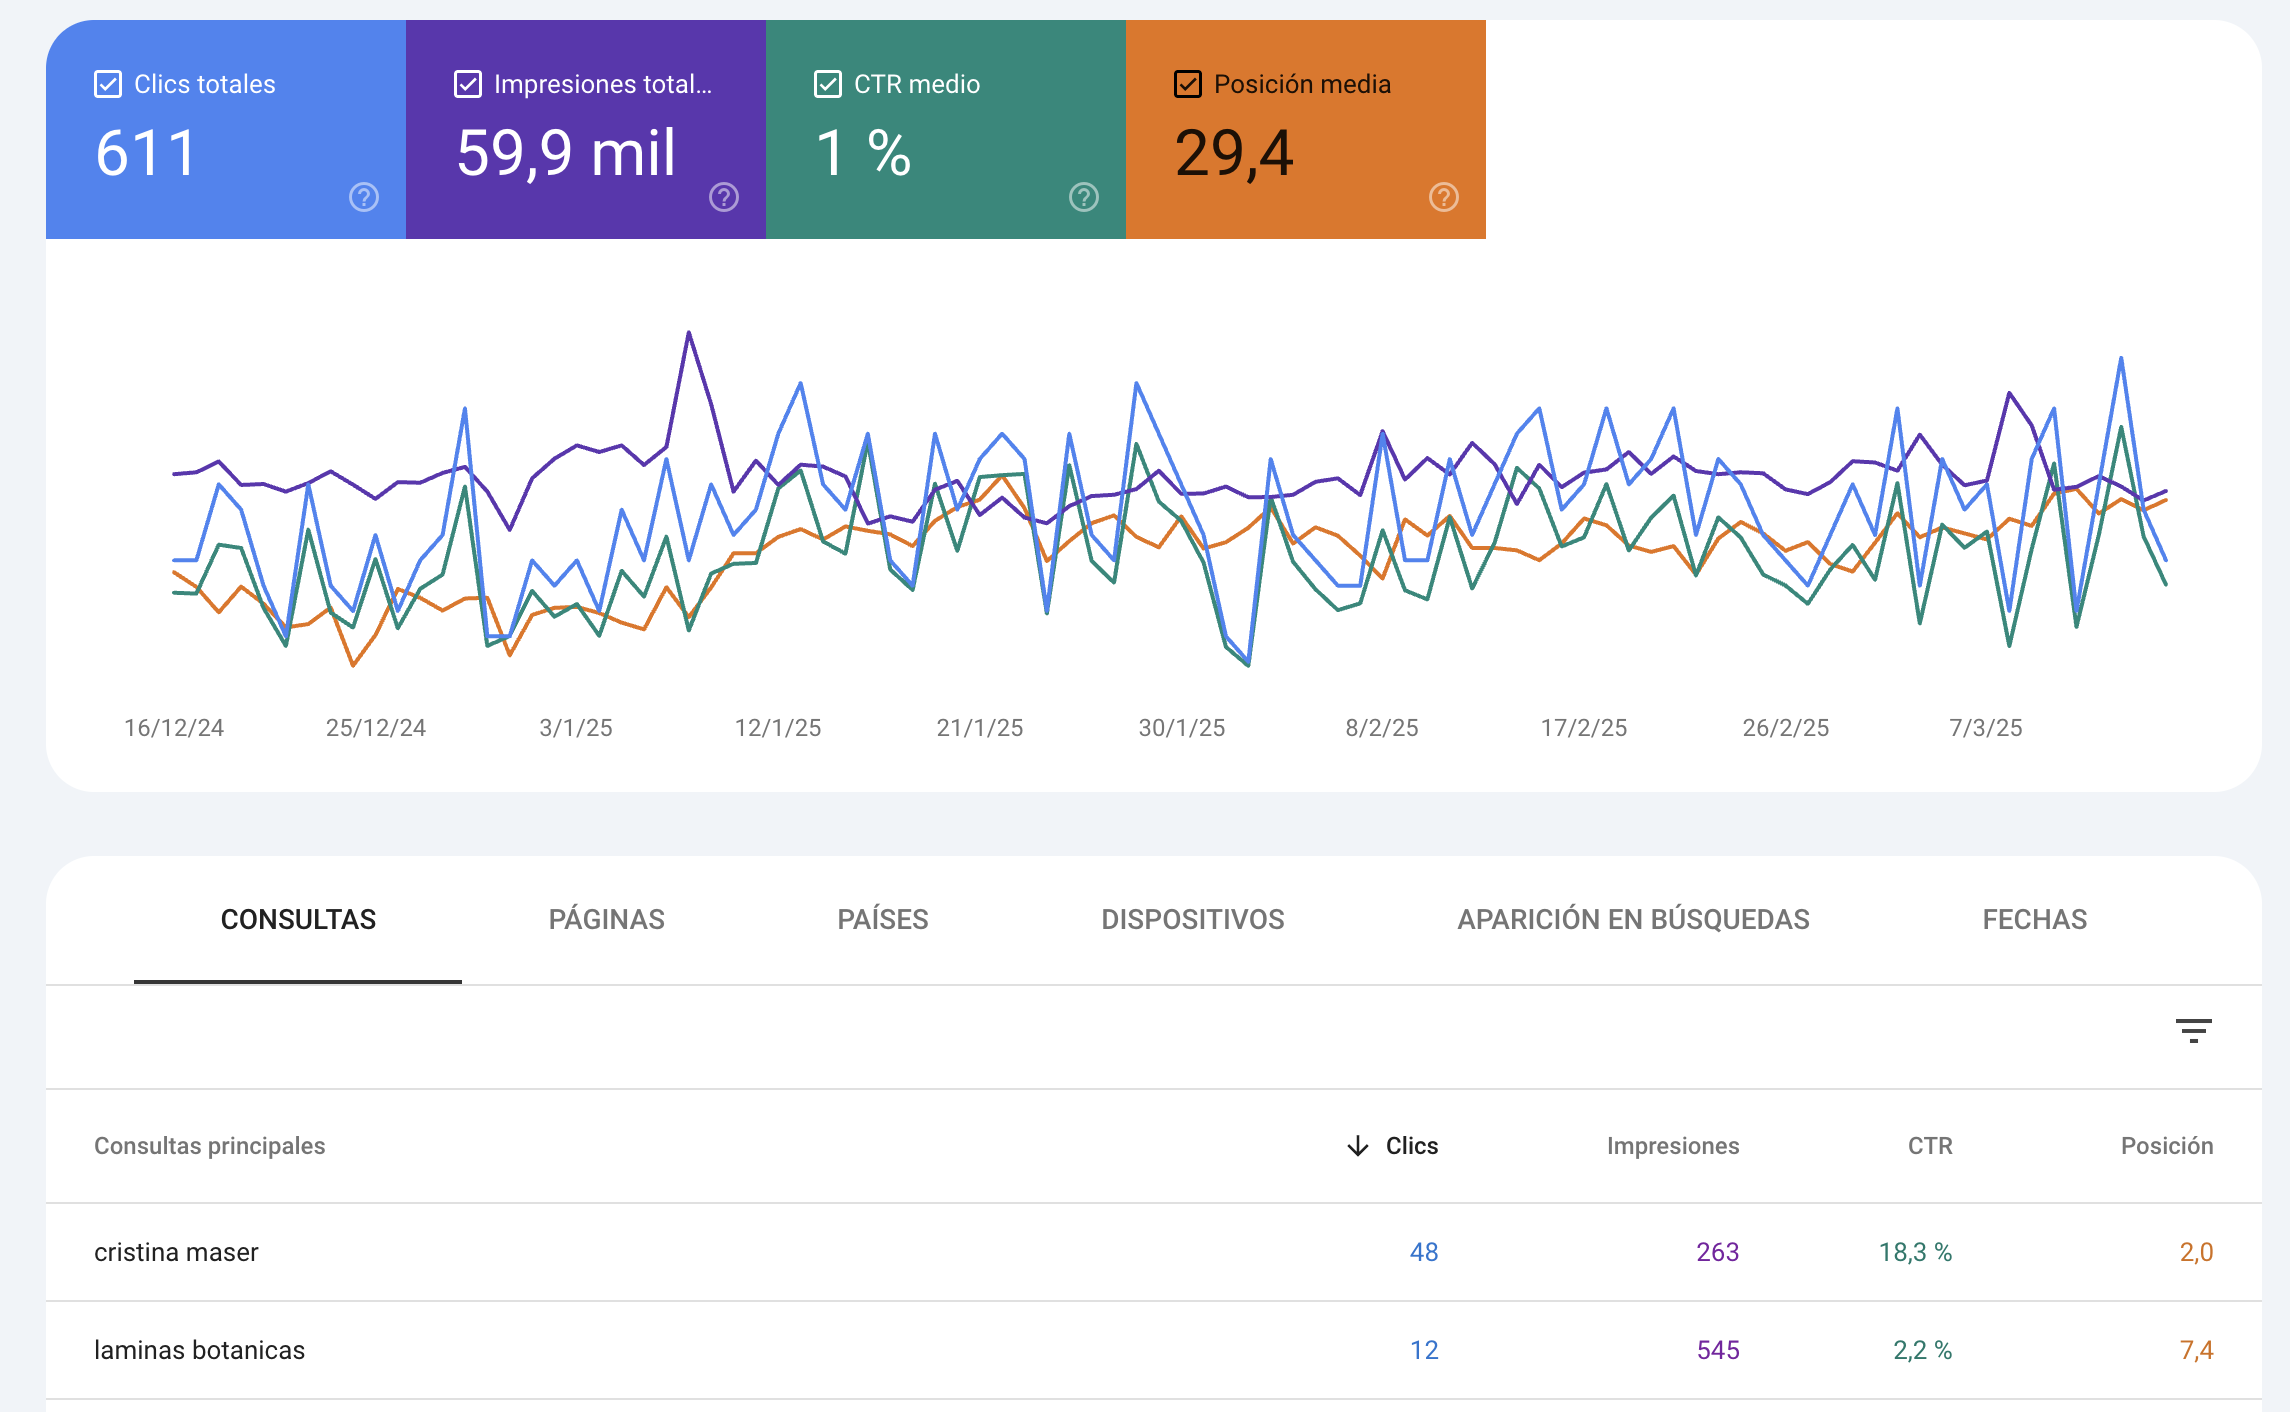 Clics totales
611
Impresiones total...
59,9 mil
CTR medio
1 %
Posición media
29,4
16/12/24 25/12/24 3/1/25 12/1/25 21/1/25 30/1/25 8/2/25 17/2/25 26/2/25 7/3/25
CONSULTAS PÁGINAS PAÍSES DISPOSITIVOS APARICIÓN EN BÚSQUEDAS FECHAS
Consultas principales Clics Impresiones CTR Posición
cristina maser 48 263 18,3 % 2,0
laminas botanicas 12 545 2,2 % 7,4